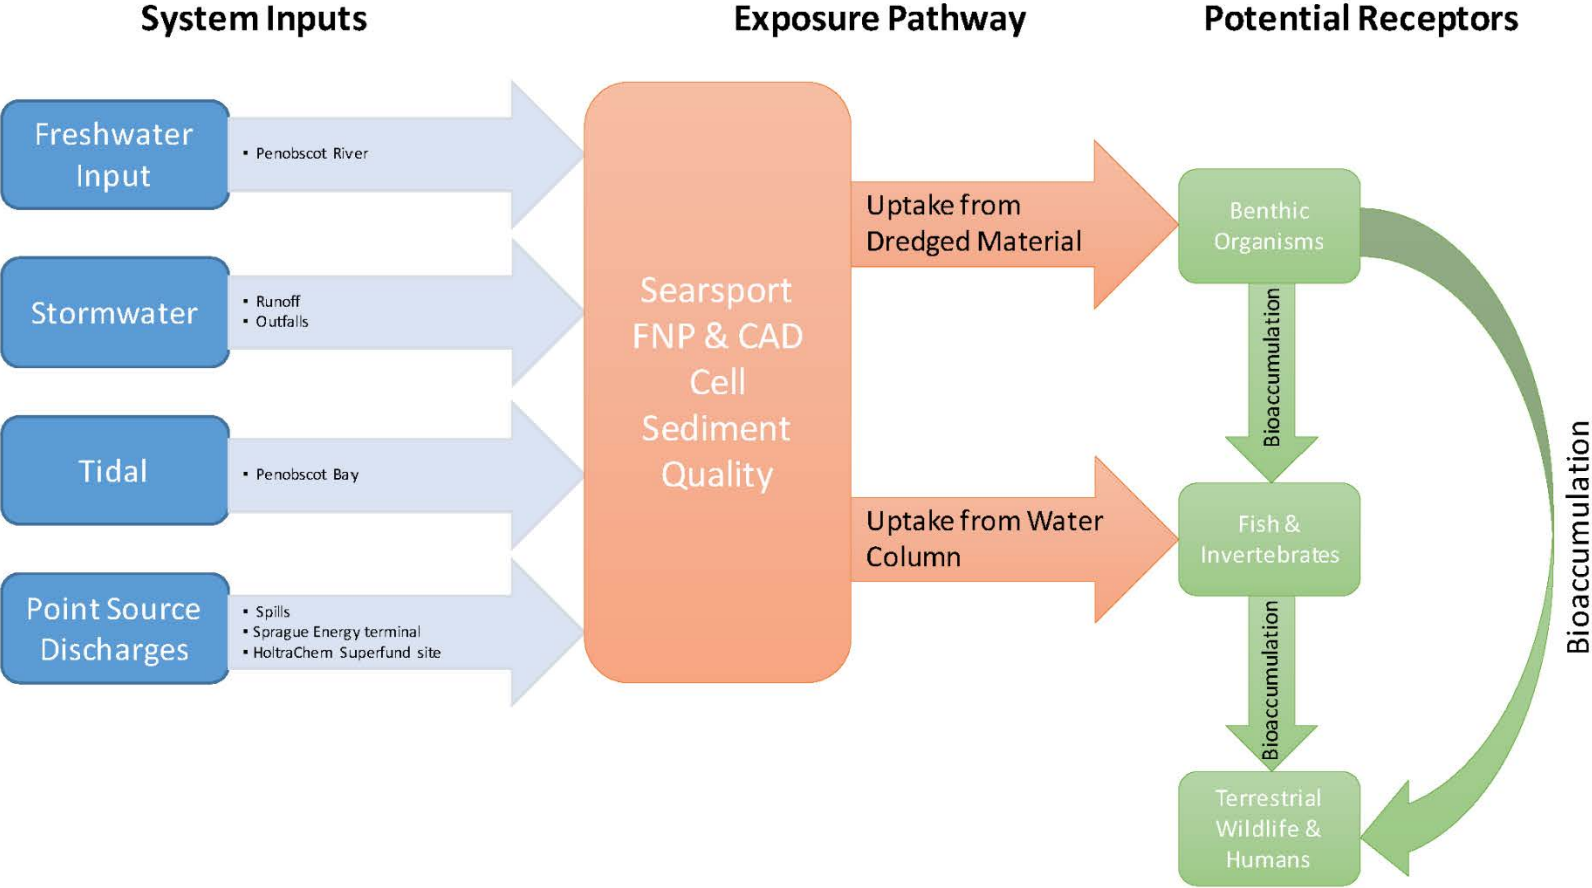 System Inputs
Exposure Pathway
Potential Receptors
Freshwater
Input
▪ Penobscot River
Stormwater
▪ Runoff
▪ Outfalls
Tidal
▪ Penobscot Bay
Point Source
Discharges
▪ Spills
▪ Sprague Energy terminal
▪ HoltraChem Superfund site
Searsport
FNP & CAD
Cell
Sediment
Quality
Uptake from
Dredged Material
Uptake from Water
Column
Benthic
Organisms
Bioaccumulation
Fish &
Invertebrates
Bioaccumulation
Terrestrial
Wildlife &
Humans
Bioaccumulation